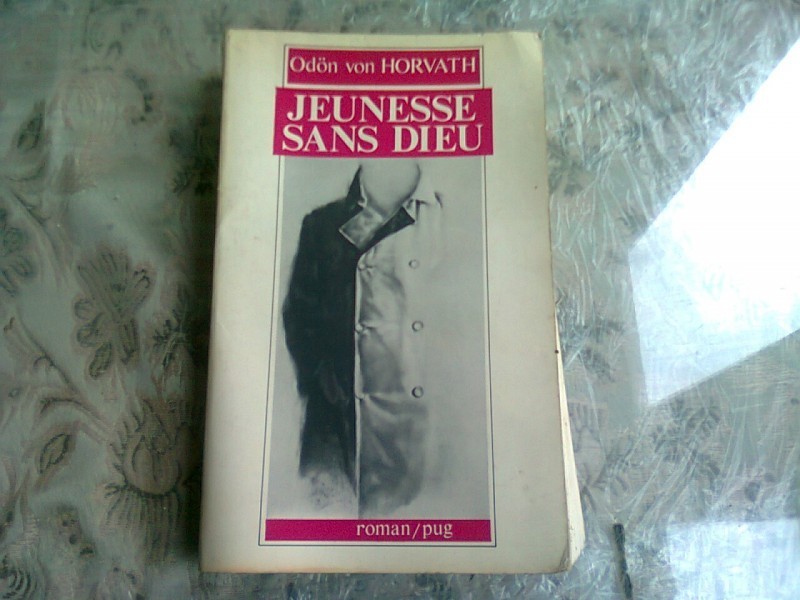 Odön von HORVATH
JEUNESSE
SANS DIEU
roman/pug